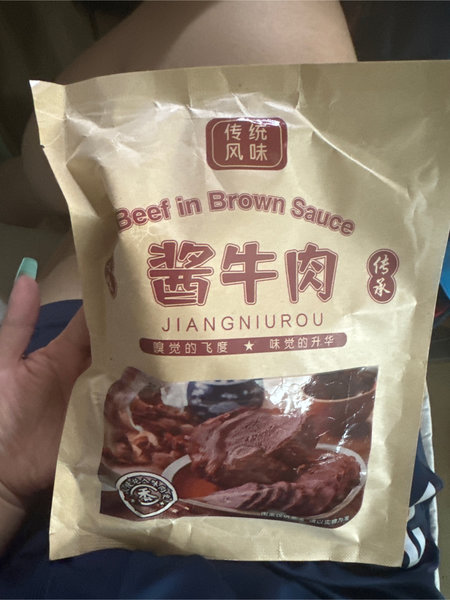 传统
风味
Beef in Brown Sauce
酱牛肉
传承
JIANGNIUROU
嗅觉的飞度 ★ 味觉的升华